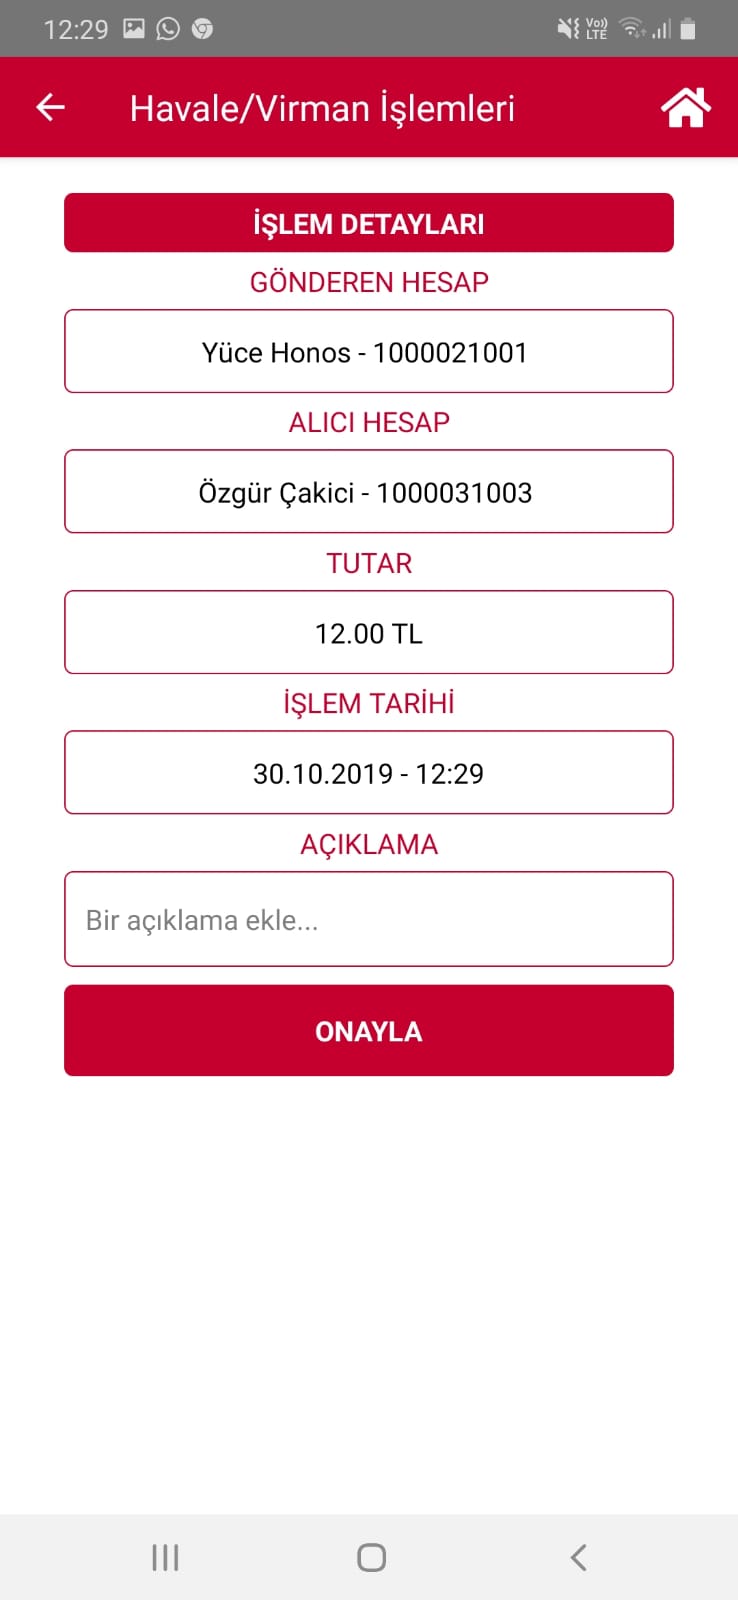 12:29
Vo))
LTE
Havale/Virman İşlemleri
İŞLEM DETAYLARI
GÖNDEREN HESAP
Yüce Honos - 1000021001
ALICI HESAP
Özgür Çakici - 1000031003
TUTAR
12.00 TL
İŞLEM TARİHİ
30.10.2019 - 12:29
AÇIKLAMA
Bir açıklama ekle...
ONAYLA